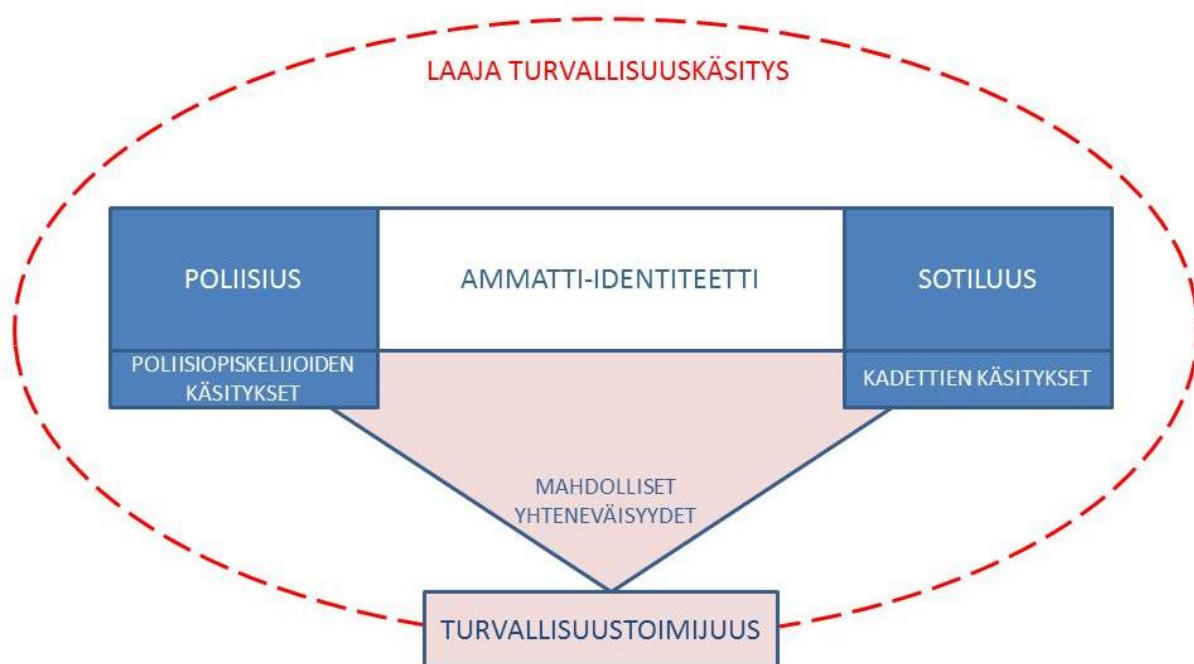 LAAJA TURVALLISUUSKÄSITYS
POLIISIUS
AMMATTI-IDENTITEETTI
SOTILUUS
POLIISIOPISKELIJOIDEN
KÄSITYKSET
KADETTIEN KÄSITYKSET
MAHDOLLISET
YHTENEVÄISYYDET
TURVALLISUUSTOIMIJUUS